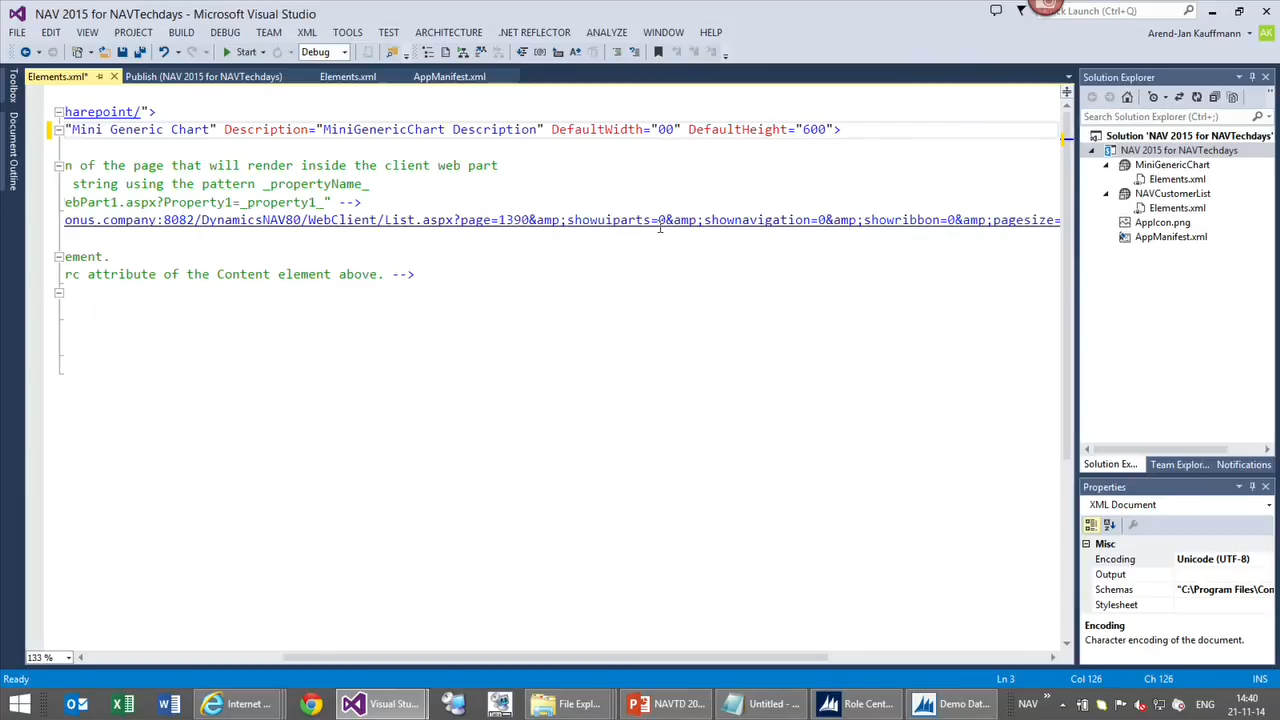 NAV 2015 for NAVTechdays - Microsoft Visual Studio
Launch (Ctrl+Q)
FILE EDIT VIEW PROJECT BUILD DEBUG TEAM XML TOOLS TEST ARCHITECTURE .NET REFLECTOR ANALYZE WINDOW HELP
Arend-Jan Kauffmann AK
Start Debug
Toolbox
Document Outline
Elements.xml* Publish (NAV 2015 for NAVTechdays) Elements.xml AppManifest.xml
harepoint/">
"Mini Generic Chart" Description="MiniGenericChart Description" DefaultWidth="00" DefaultHeight="600">
n of the page that will render inside the client web part
string using the pattern _propertyName_
ebPart1.aspx?Property1=_property1_" -->
onus.company:8082/DynamicsNAV80/WebClient/List.aspx?page=1390&amp;showuiparts=0&amp;shownavigation=0&amp;showribbon=0&amp;pagesize=
ement.
rc attribute of the Content element above. -->
133 %
Solution Explorer
Search Solution Explorer (Ctrl+;)
Solution 'NAV 2015 for NAVTechdays'
NAV 2015 for NAVTechdays
MiniGenericChart
Elements.xml
NAVCustomerList
Elements.xml
AppIcon.png
AppManifest.xml
Solution Ex... Team Explor... Notifications
Properties
XML Document
Misc
Encoding Unicode (UTF-8)
Output
Schemas "C:\Program Files\Con
Stylesheet
Encoding
Character encoding of the document.
Ready Ln 3 Col 126 Ch 126 INS
Internet ... Visual Stu... File Expl... NAVTD 20... Untitled - ... Role Cent... Demo Dat... NAV ENG
14:40
21-11-14